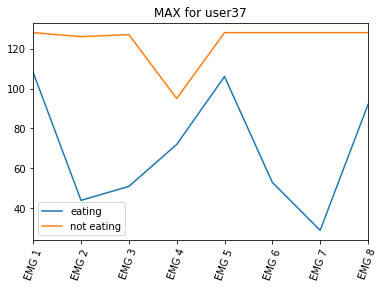 MAX for user37
120
100
80
60
40
eating
not eating
EMG 1
EMG 2
EMG 3
EMG 4
EMG 5
EMG 6
EMG 7
EMG 8